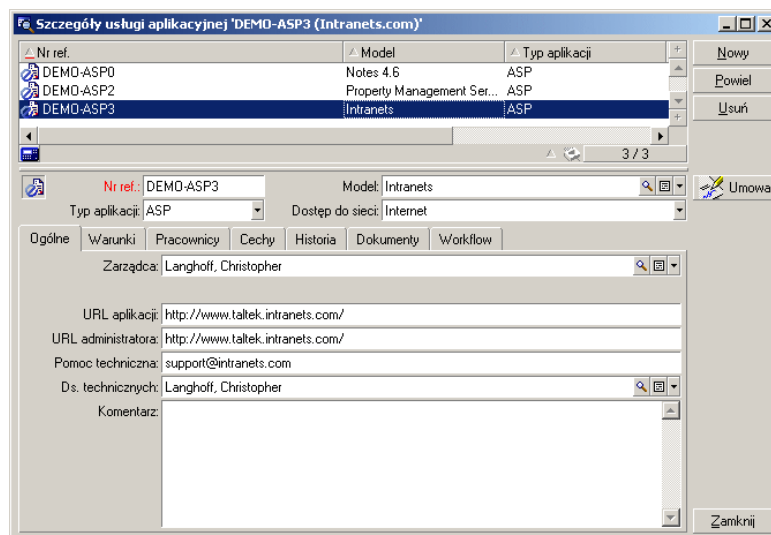 Szczegóły usługi aplikacyjnej 'DEMO-ASP3 (Intranets.com)'
Nr ref. Model Typ aplikacji
DEMO-ASP0 Notes 4.6 ASP
DEMO-ASP2 Property Management Ser... ASP
DEMO-ASP3 Intranets ASP
3 / 3
Nowy
Powiel
Usuń
Nr ref.: DEMO-ASP3 Model: Intranets
Umowa
Typ aplikacji: ASP Dostęp do sieci: Internet
Ogólne Warunki Pracownicy Cechy Historia Dokumenty Workflow
Zarządca: Langhoff, Christopher
URL aplikacji: http://www.taltek.intranets.com/
URL administratora: http://www.taltek.intranets.com/
Pomoc techniczna: support@intranets.com
Ds. technicznych: Langhoff, Christopher
Komentarz:
Zamknij